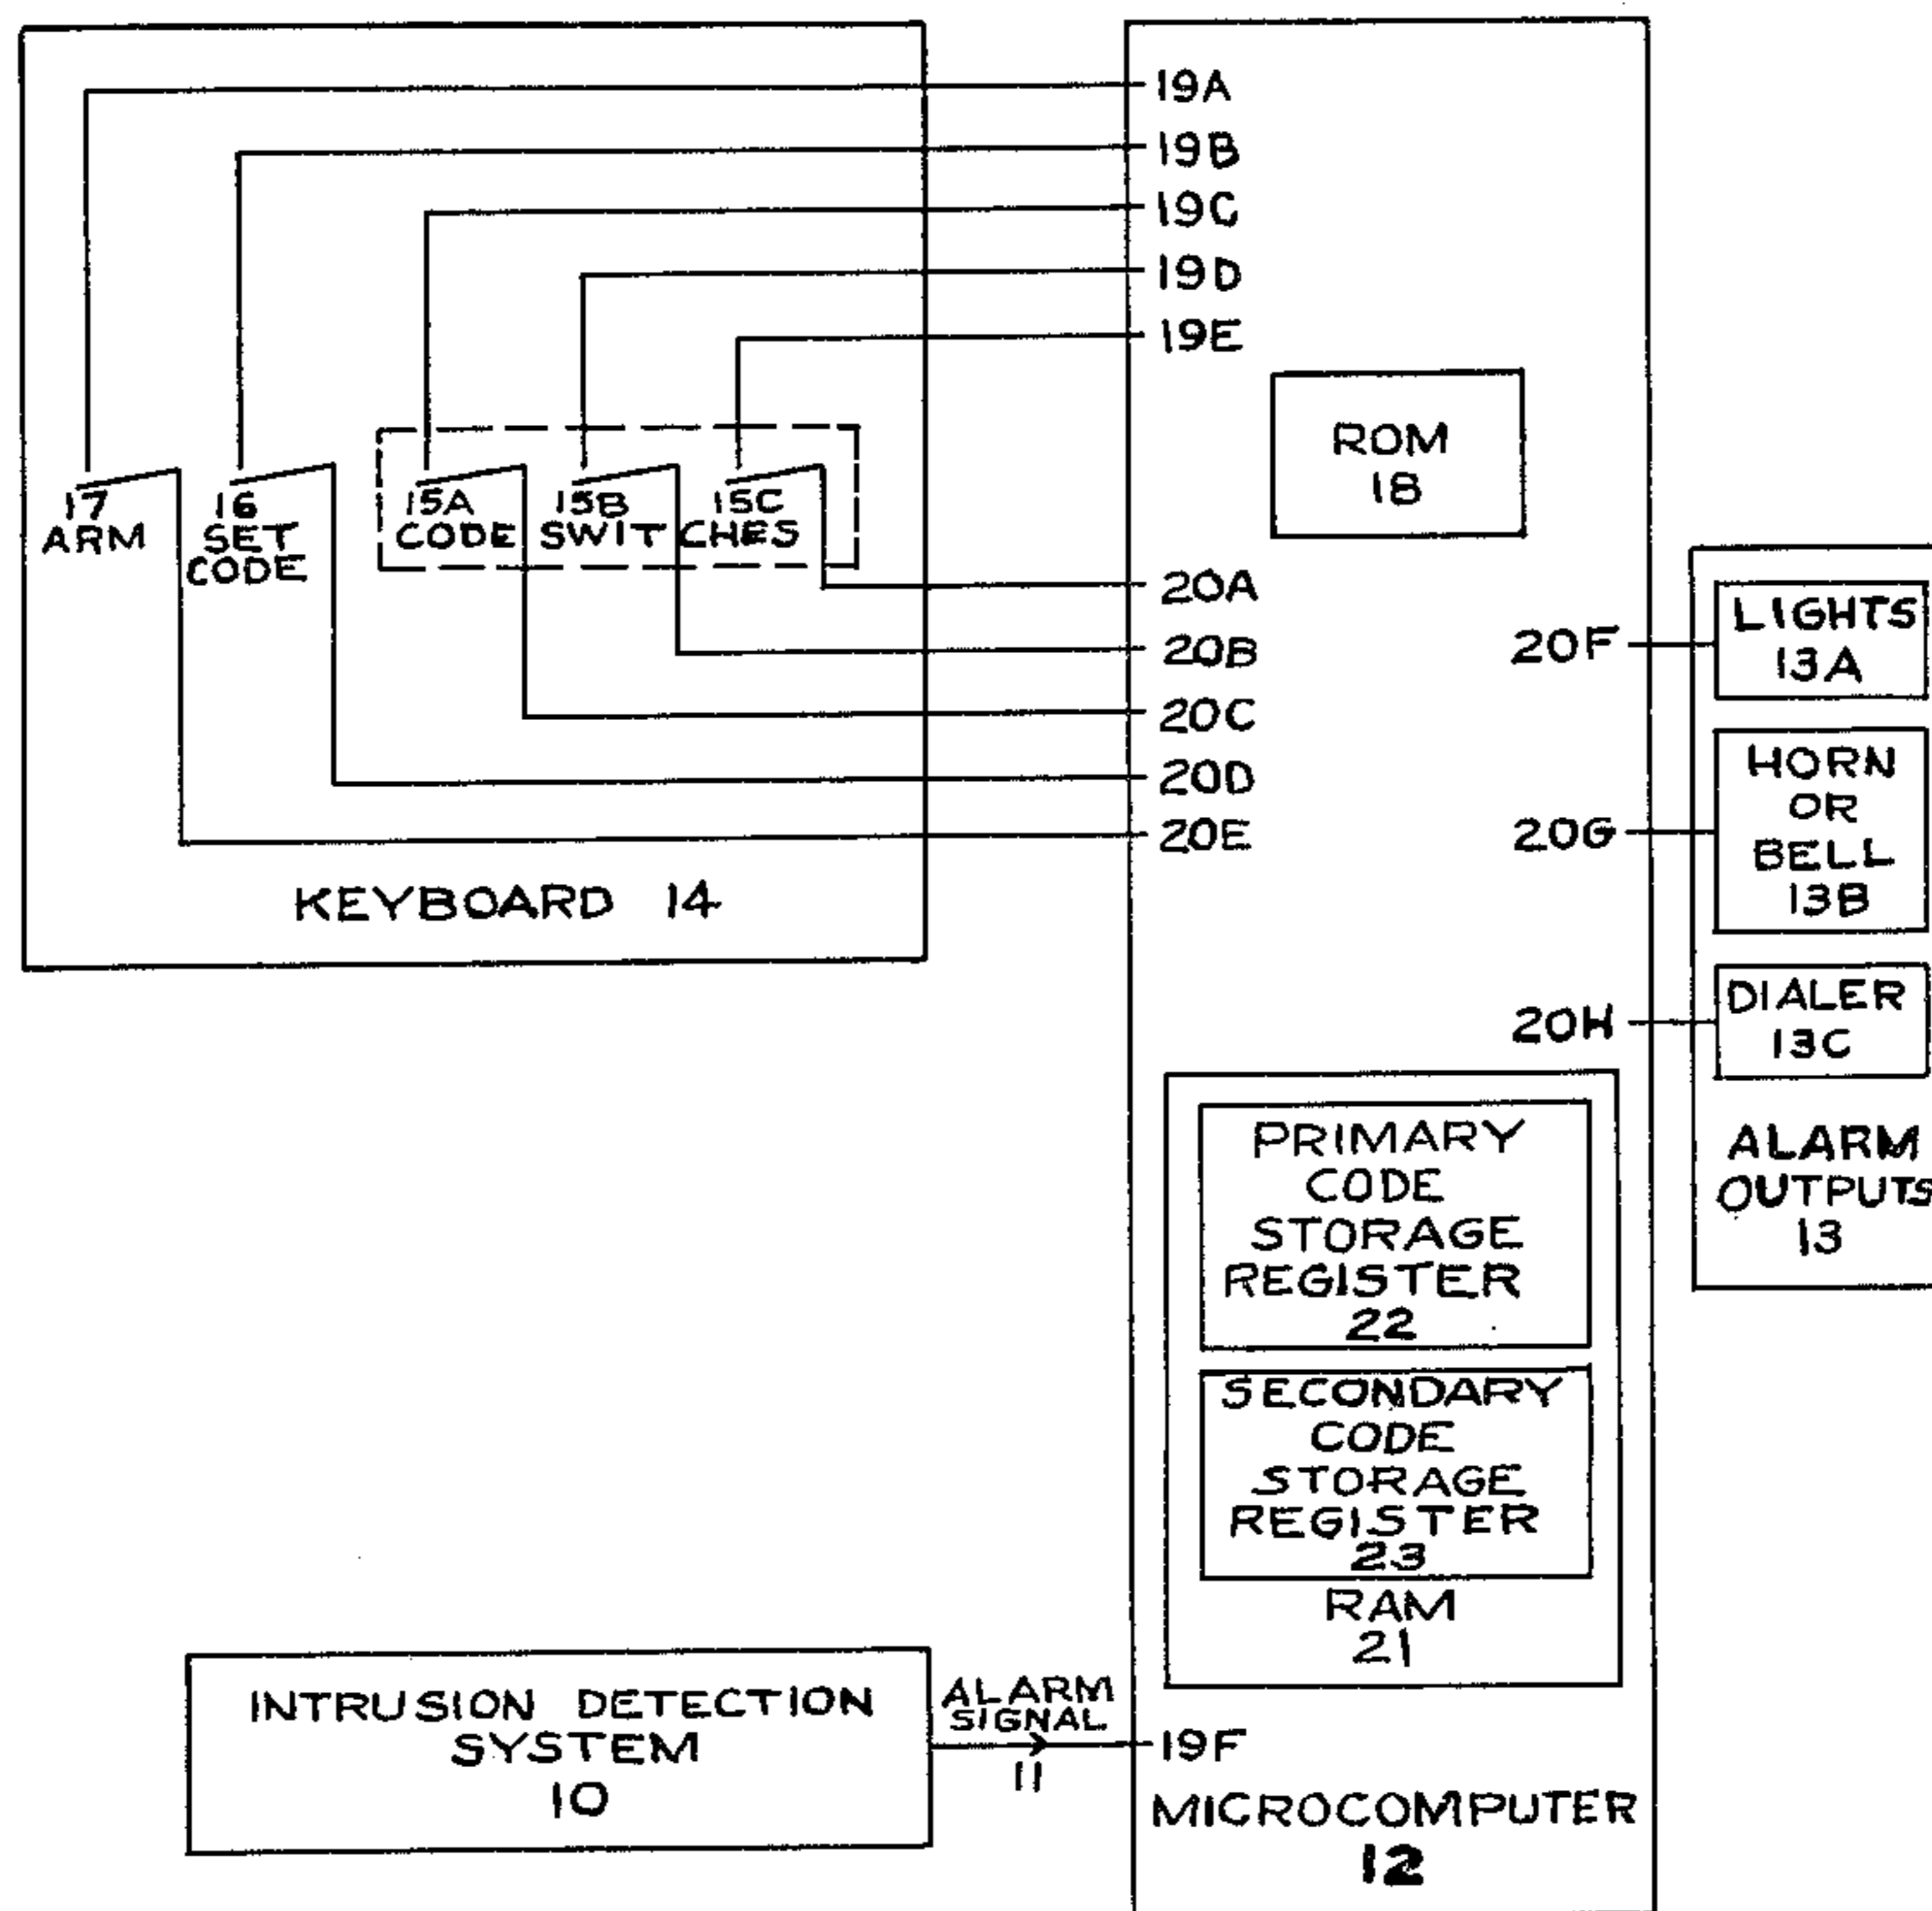 19A
19B
19C
19D
19E
17
ARM
16
SET
CODE
15A 15B 15C
CODE SWITCHES
20A
20B
20C
20D
20E
KEYBOARD 14
ROM
18
20F
20G
20H
LIGHTS
13A
HORN
OR
BELL
13B
DIALER
13C
ALARM
OUTPUTS
13
PRIMARY
CODE
STORAGE
REGISTER
22
SECONDARY
CODE
STORAGE
REGISTER
23
RAM
21
INTRUSION DETECTION
SYSTEM
10
ALARM
SIGNAL
11
19F
MICROCOMPUTER
12